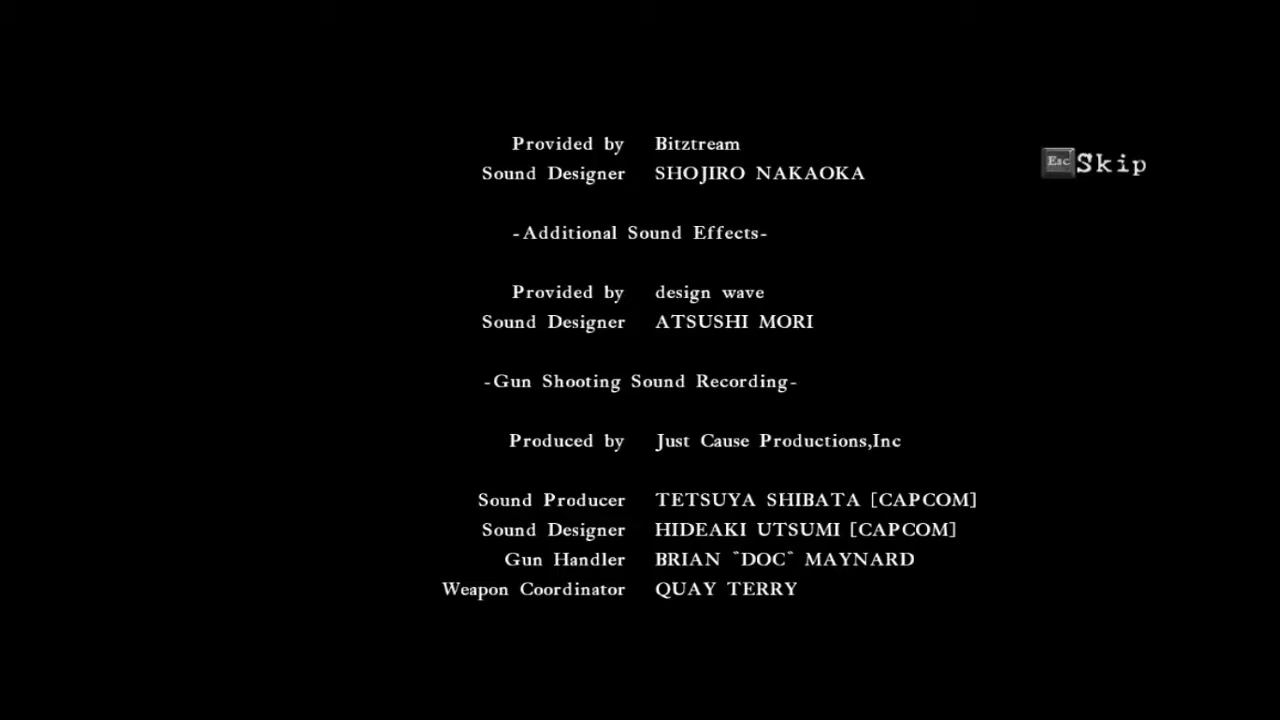 Provided by Bitztream
Esc Skip
Sound Designer SHOJIRO NAKAOKA
-Additional Sound Effects-
Provided by design wave
Sound Designer ATSUSHI MORI
-Gun Shooting Sound Recording-
Produced by Just Cause Productions,Inc
Sound Producer TETSUYA SHIBATA [CAPCOM]
Sound Designer HIDEAKI UTSUMI [CAPCOM]
Gun Handler BRIAN "DOC" MAYNARD
Weapon Coordinator QUAY TERRY